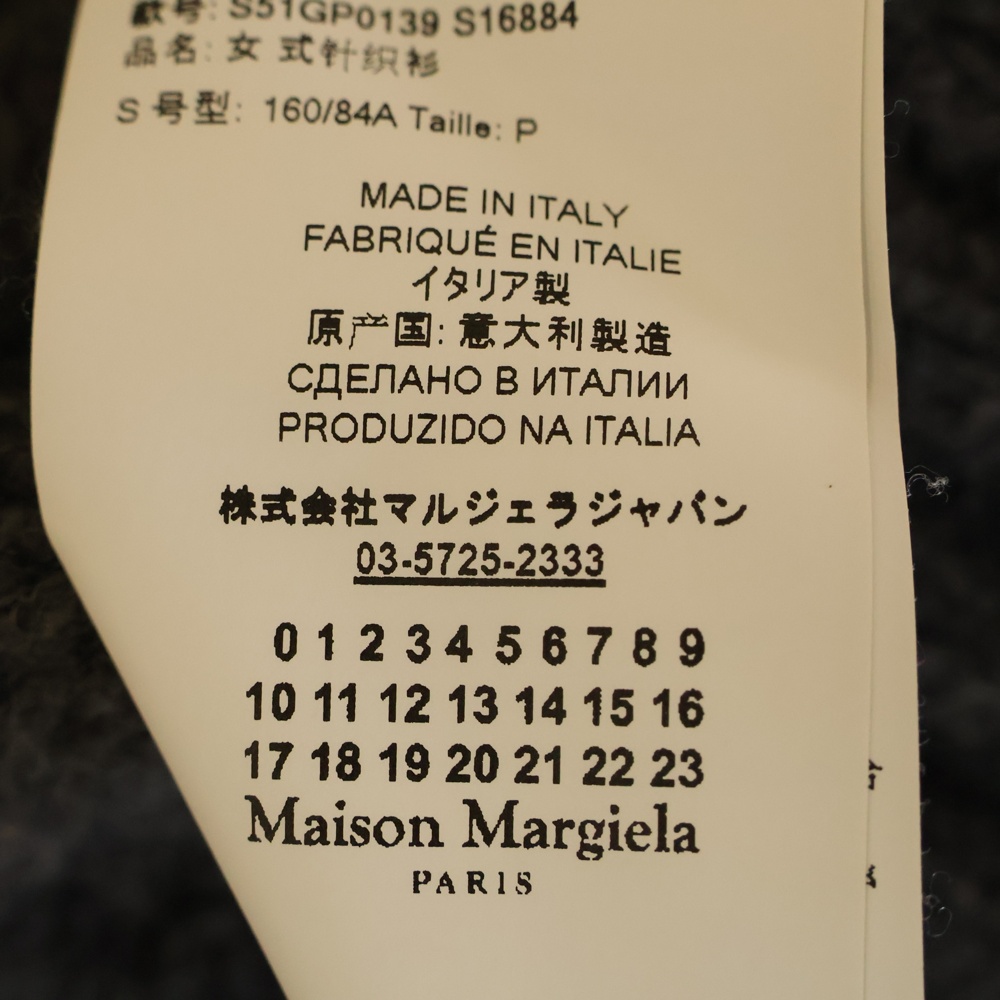 款号: S51GP0139 S16884
品名: 女 式针织衫
S 号型: 160/84A Taille: P
MADE IN ITALY
FABRIQUÉ EN ITALIE
イタリア製
原产国: 意大利製造
СДЕЛАНО В ИТАЛИИ
PRODUZIDO NA ITALIA
株式会社マルジェラジャパン
03-5725-2333
0 1 2 3 4 5 6 7 8 9
10 11 12 13 14 15 16
17 18 19 20 21 22 23
Maison Margiela
PARIS